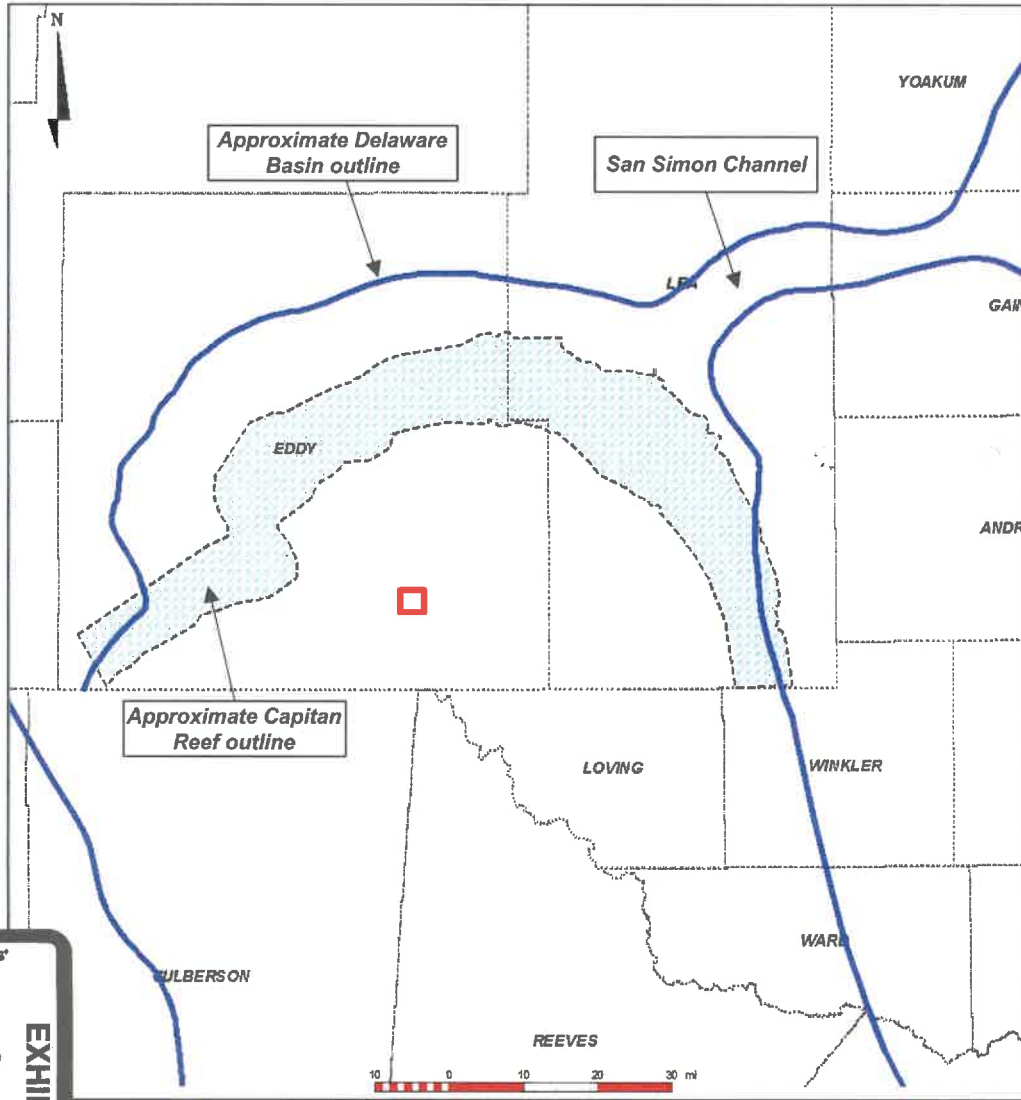 N
YOAKUM
Approximate Delaware
Basin outline
San Simon Channel
LEA
GAIN
EDDY
ANDR
Approximate Capitan
Reef outline
LOVING
WINKLER
WARD
CULBERSON
REEVES
10 0 10 20 30 mi
EXHI